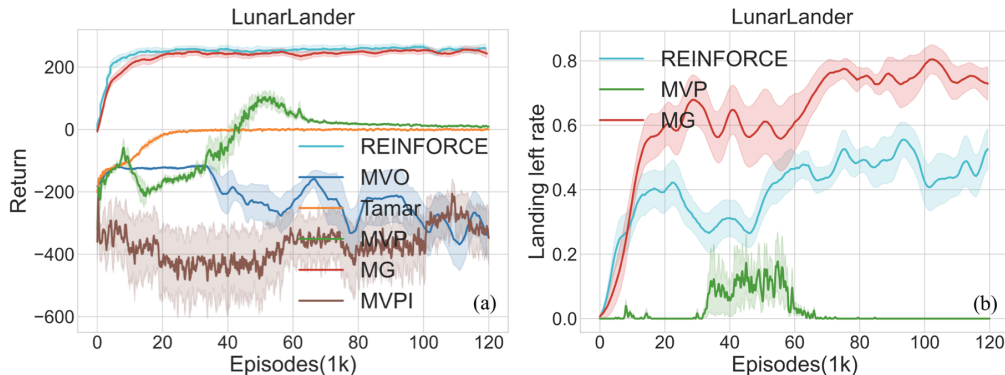 LunarLander
Return
200
0
−200
−400
−600
REINFORCE
MVO
Tamar
MVP
MG
MVPI
(a)
0 20 40 60 80 100 120
Episodes(1k)
LunarLander
Landing left rate
0.8
0.6
0.4
0.2
0.0
REINFORCE
MVP
MG
(b)
0 20 40 60 80 100 120
Episodes(1k)